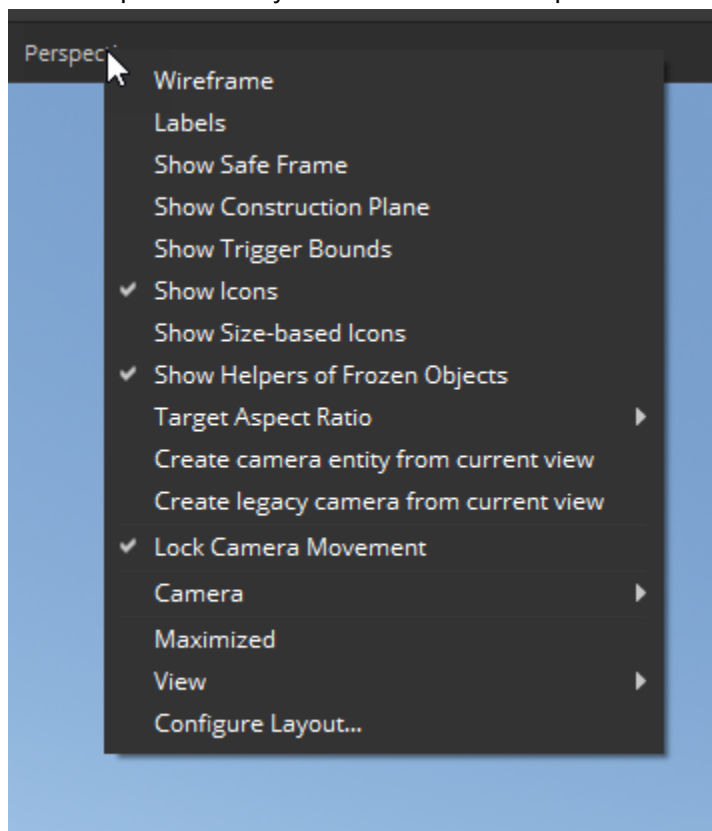 Perspec
Wireframe
Labels
Show Safe Frame
Show Construction Plane
Show Trigger Bounds
Show Icons
Show Size-based Icons
Show Helpers of Frozen Objects
Target Aspect Ratio
Create camera entity from current view
Create legacy camera from current view
Lock Camera Movement
Camera
Maximized
View
Configure Layout...